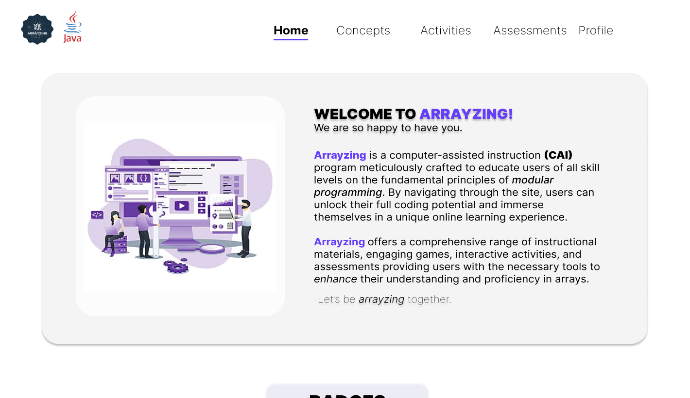 Java
Home Concepts Activities Assessments Profile
WELCOME TO ARRAYZING!
We are so happy to have you.
Arrayzing is a computer-assisted instruction (CAI)
program meticulously crafted to educate users of all skill
levels on the fundamental principles of modular
programming. By navigating through the site, users can
unlock their full coding potential and immerse
themselves in a unique online learning experience.
Arrayzing offers a comprehensive range of instructional
materials, engaging games, interactive activities, and
assessments providing users with the necessary tools to
enhance their understanding and proficiency in arrays.
Let's be arrayzing together.